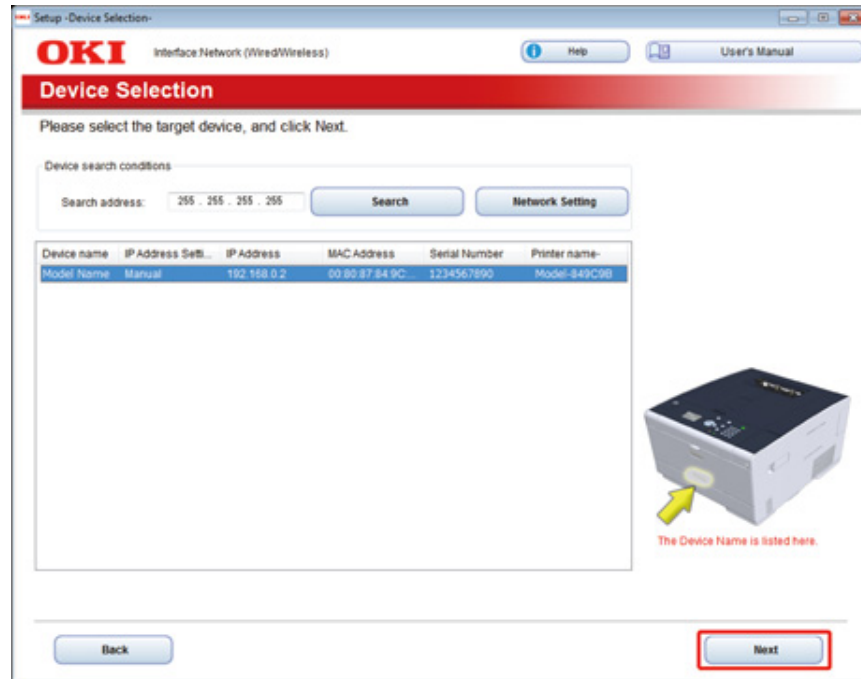 Setup -Device Selection-
OKI Interface:Network (Wired/Wireless) Help User's Manual
Device Selection
Please select the target device, and click Next.
Device search conditions
Search address: 255 . 255 . 255 . 255 Search Network Setting
Device name IP Address Setti... IP Address MAC Address Serial Number Printer name-
Model Name Manual 192.168.0.2 00:80:87:84:9C:... 1234567890 Model-849C9B
The Device Name is listed here.
Back Next